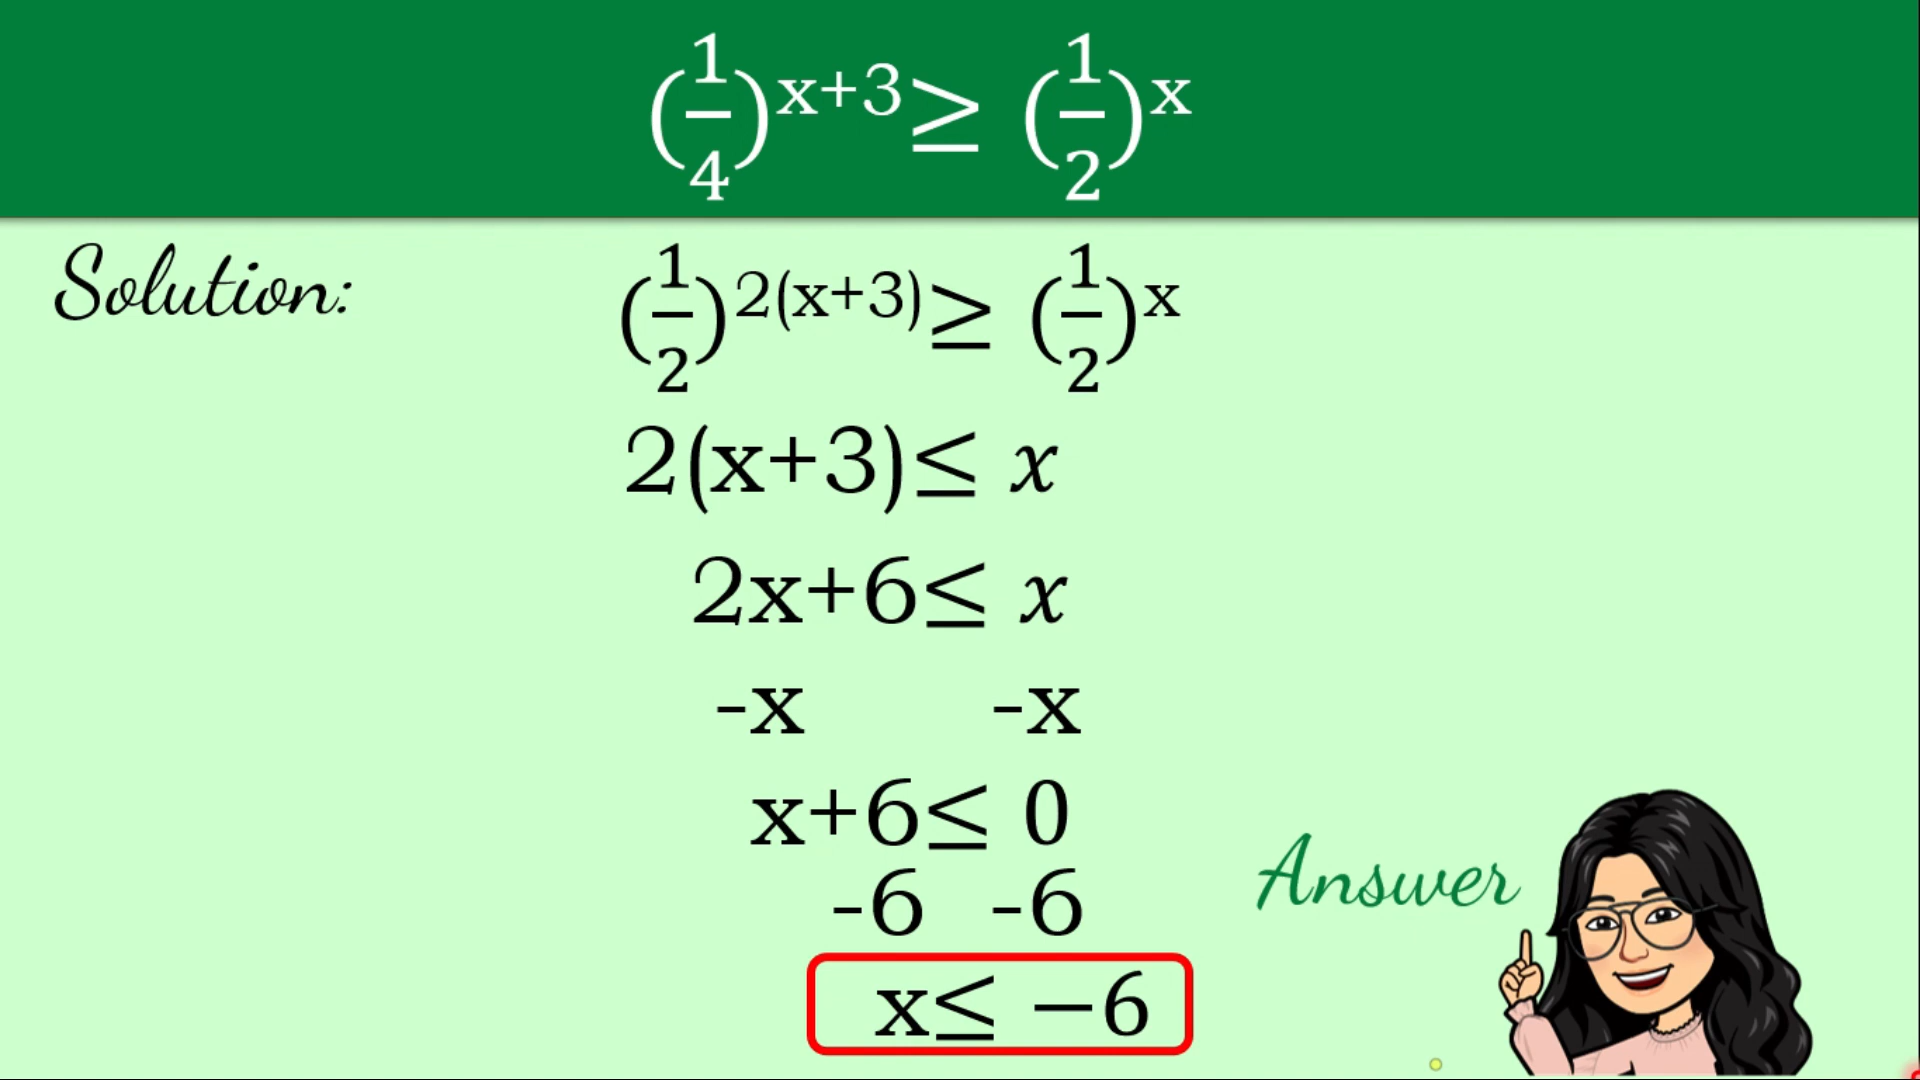 (1/4)^{x+3} ≥ (1/2)^x
Solution:
(1/2)^{2(x+3)} ≥ (1/2)^x
2(x+3) ≤ x
2x+6 ≤ x
-x -x
x+6 ≤ 0
-6 -6
Answer
x ≤ −6